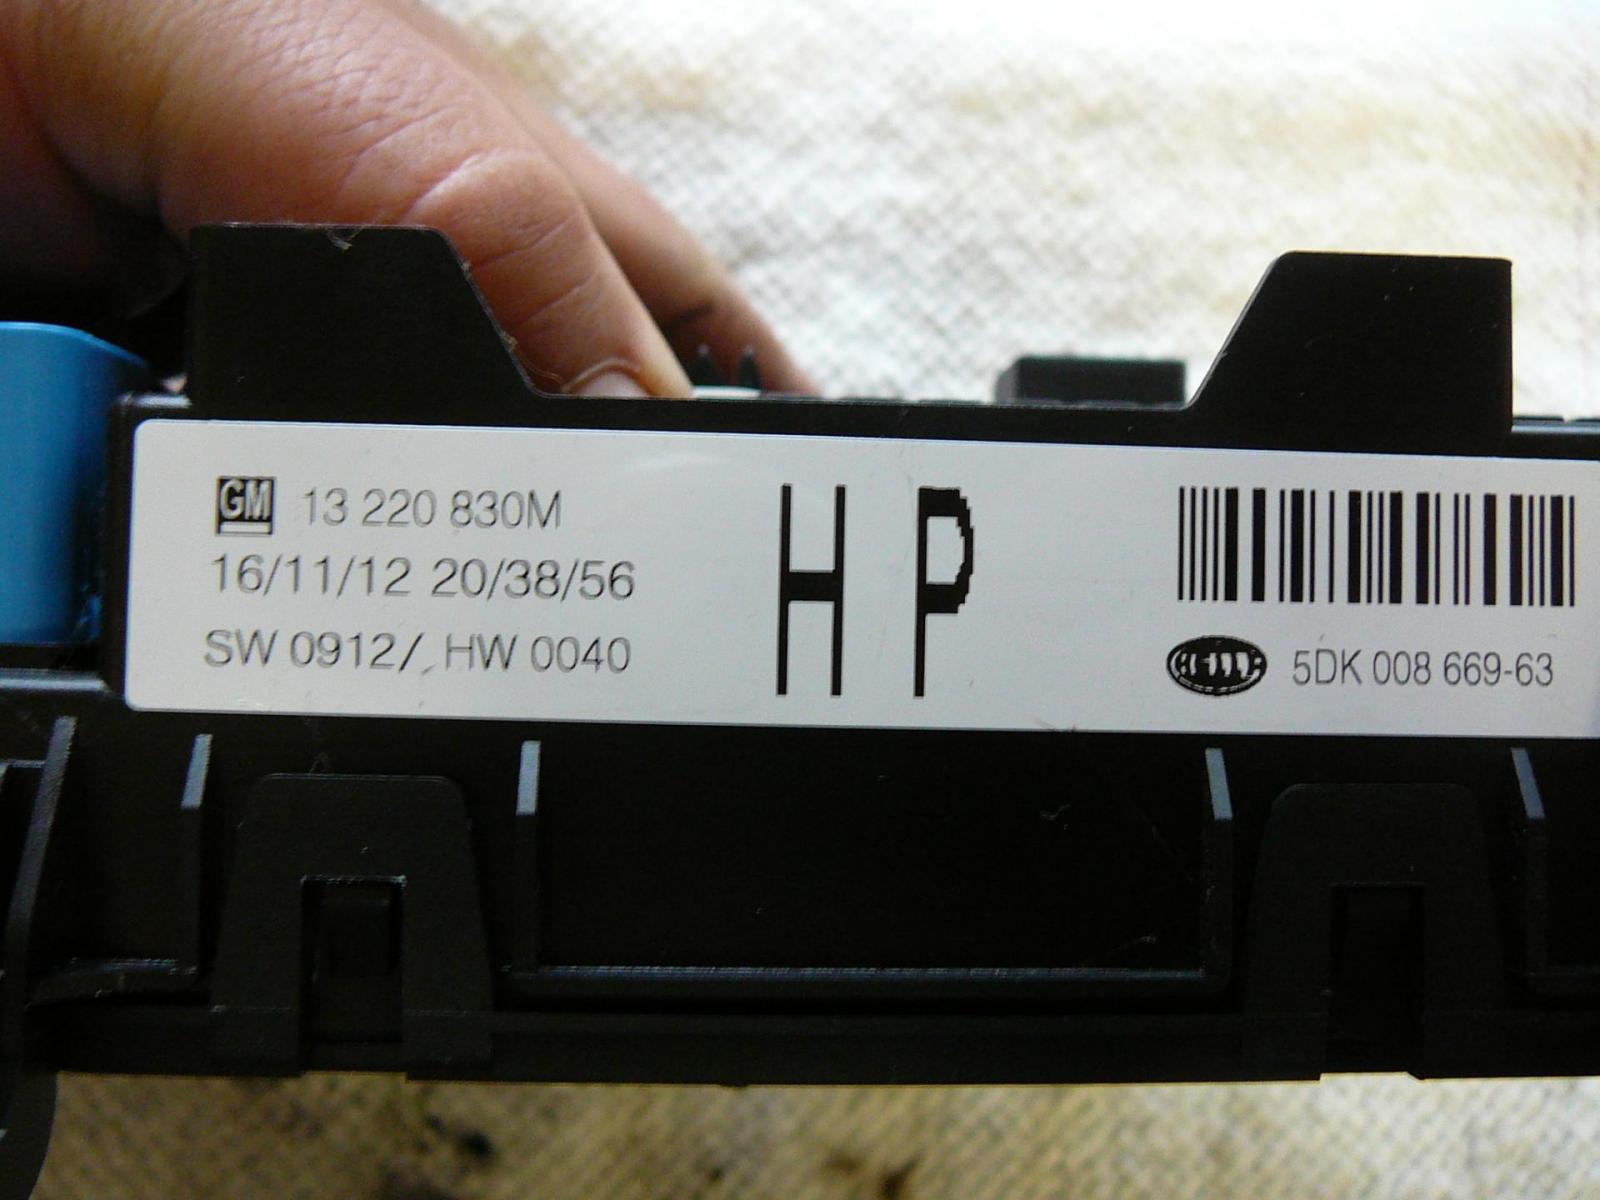 GM 13 220 830M
16/11/12 20/38/56
SW 0912/ HW 0040
HP
5DK 008 669-63